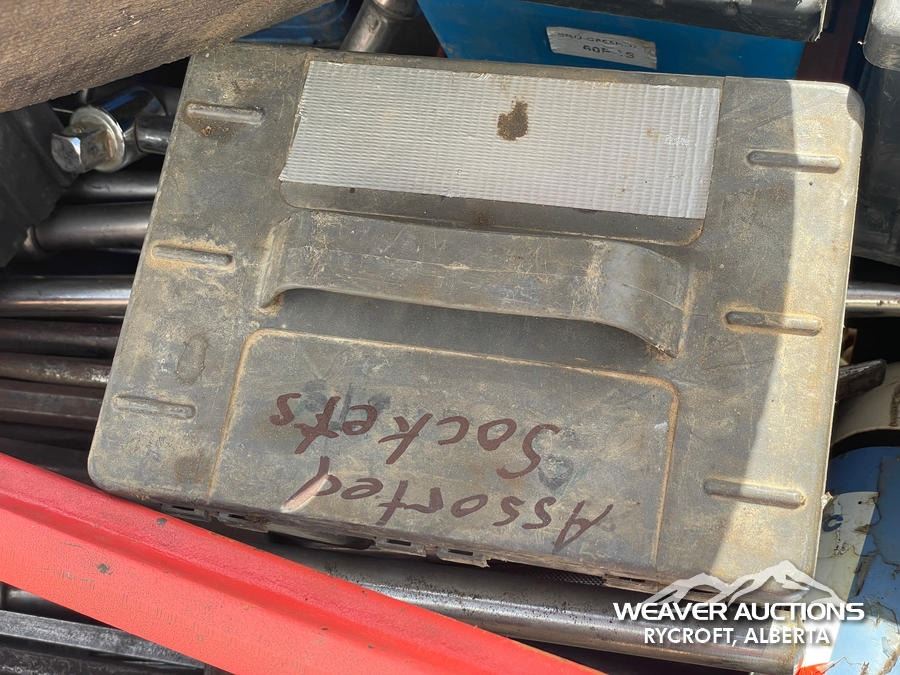 Assorted
Sockets
WEAVER AUCTIONS
RYCROFT, ALBERTA